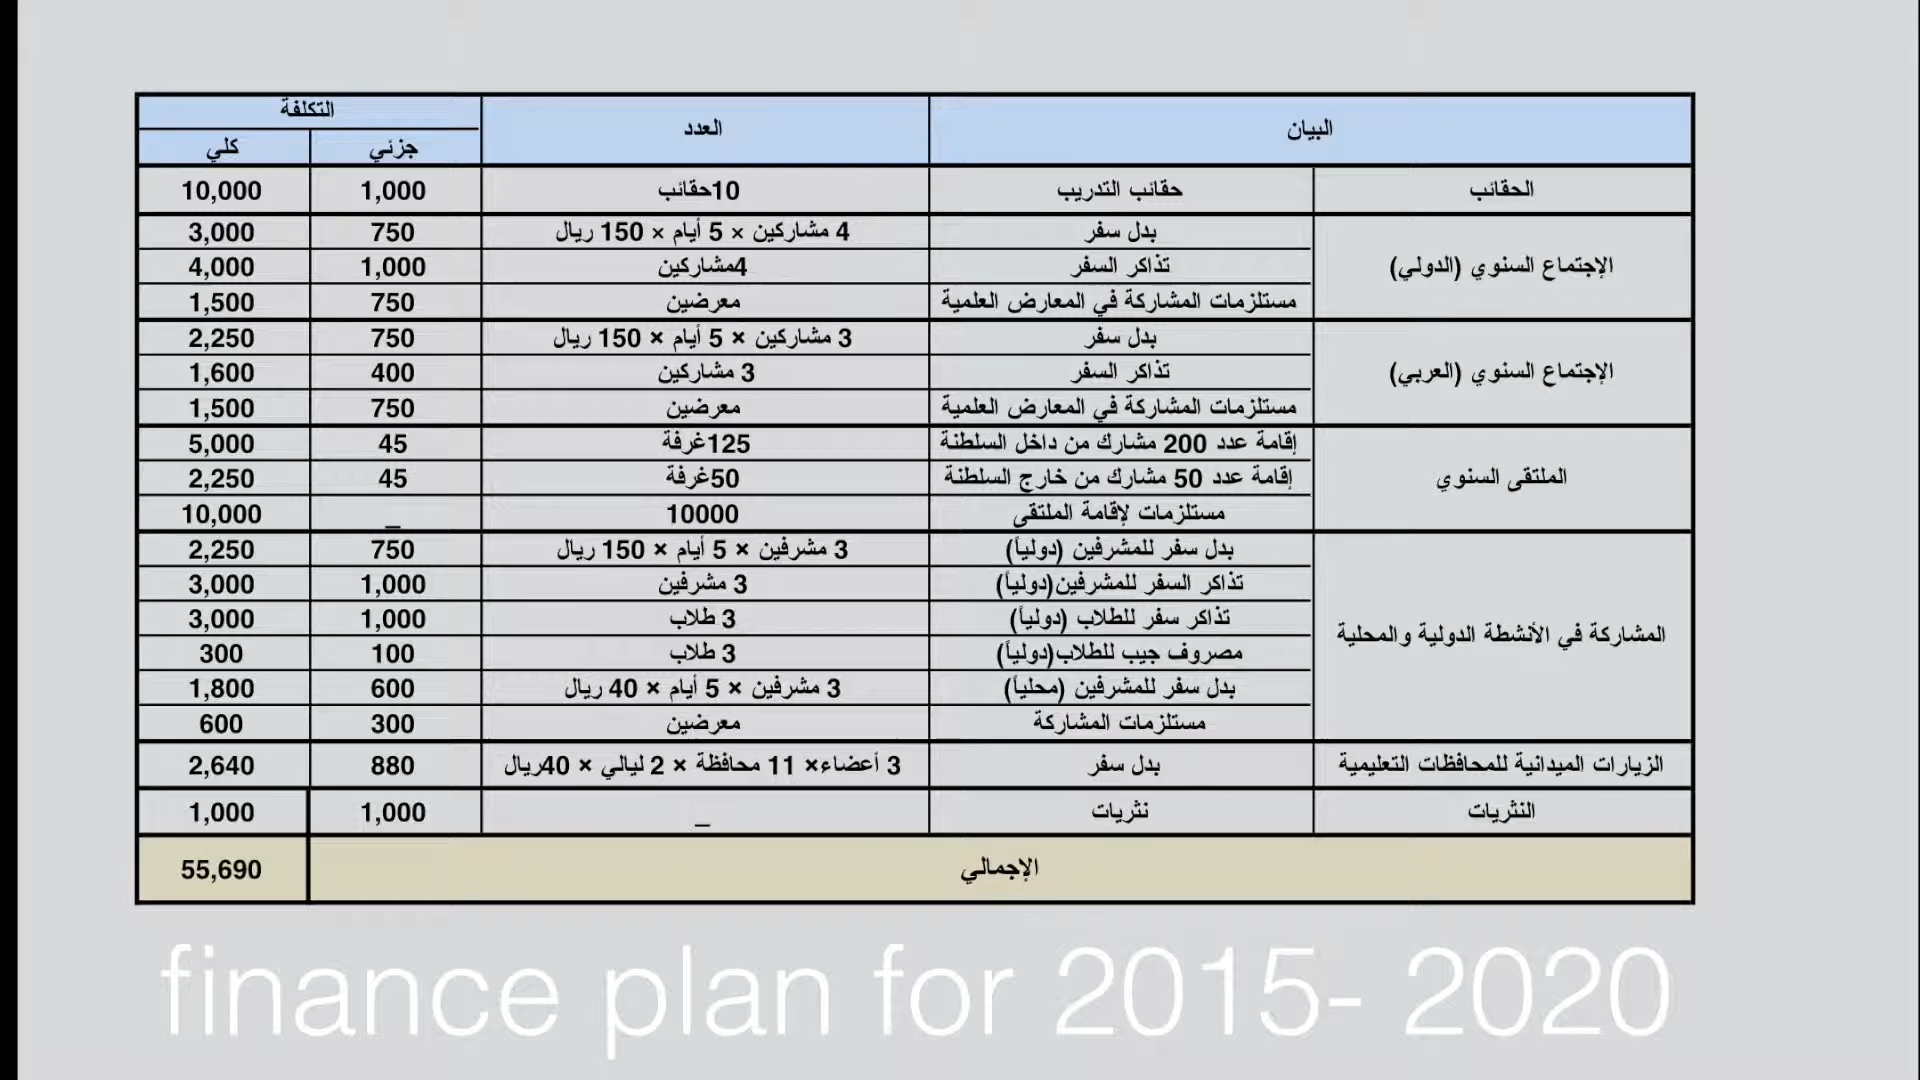 البيان العدد التكلفة
جزئي كلي
الحقائب حقائب التدريب 10حقائب 1,000 10,000
الإجتماع السنوي (الدولي) بدل سفر 4 مشاركين × 5 أيام × 150 ريال 750 3,000
تذاكر السفر 4مشاركين 1,000 4,000
مستلزمات المشاركة في المعارض العلمية معرضين 750 1,500
الإجتماع السنوي (العربي) بدل سفر 3 مشاركين × 5 أيام × 150 ريال 750 2,250
تذاكر السفر 3 مشاركين 400 1,600
مستلزمات المشاركة في المعارض العلمية معرضين 750 1,500
الملتقى السنوي إقامة عدد 200 مشارك من داخل السلطنة 125غرفة 45 5,000
إقامة عدد 50 مشارك من خارج السلطنة 50غرفة 45 2,250
مستلزمات لإقامة الملتقى 10000 _ 10,000
المشاركة في الأنشطة الدولية والمحلية بدل سفر للمشرفين (دولياً) 3 مشرفين × 5 أيام × 150 ريال 750 2,250
تذاكر السفر للمشرفين(دولياً) 3 مشرفين 1,000 3,000
تذاكر سفر للطلاب (دولياً) 3 طلاب 1,000 3,000
مصروف جيب للطلاب(دولياً) 3 طلاب 100 300
بدل سفر للمشرفين (محلياً) 3 مشرفين × 5 أيام × 40 ريال 600 1,800
مستلزمات المشاركة معرضين 300 600
الزيارات الميدانية للمحافظات التعليمية بدل سفر 3 أعضاء× 11 محافظة × 2 ليالي × 40ريال 880 2,640
النثريات نثريات _ 1,000 1,000
الإجمالي 55,690
finance plan for 2015- 2020